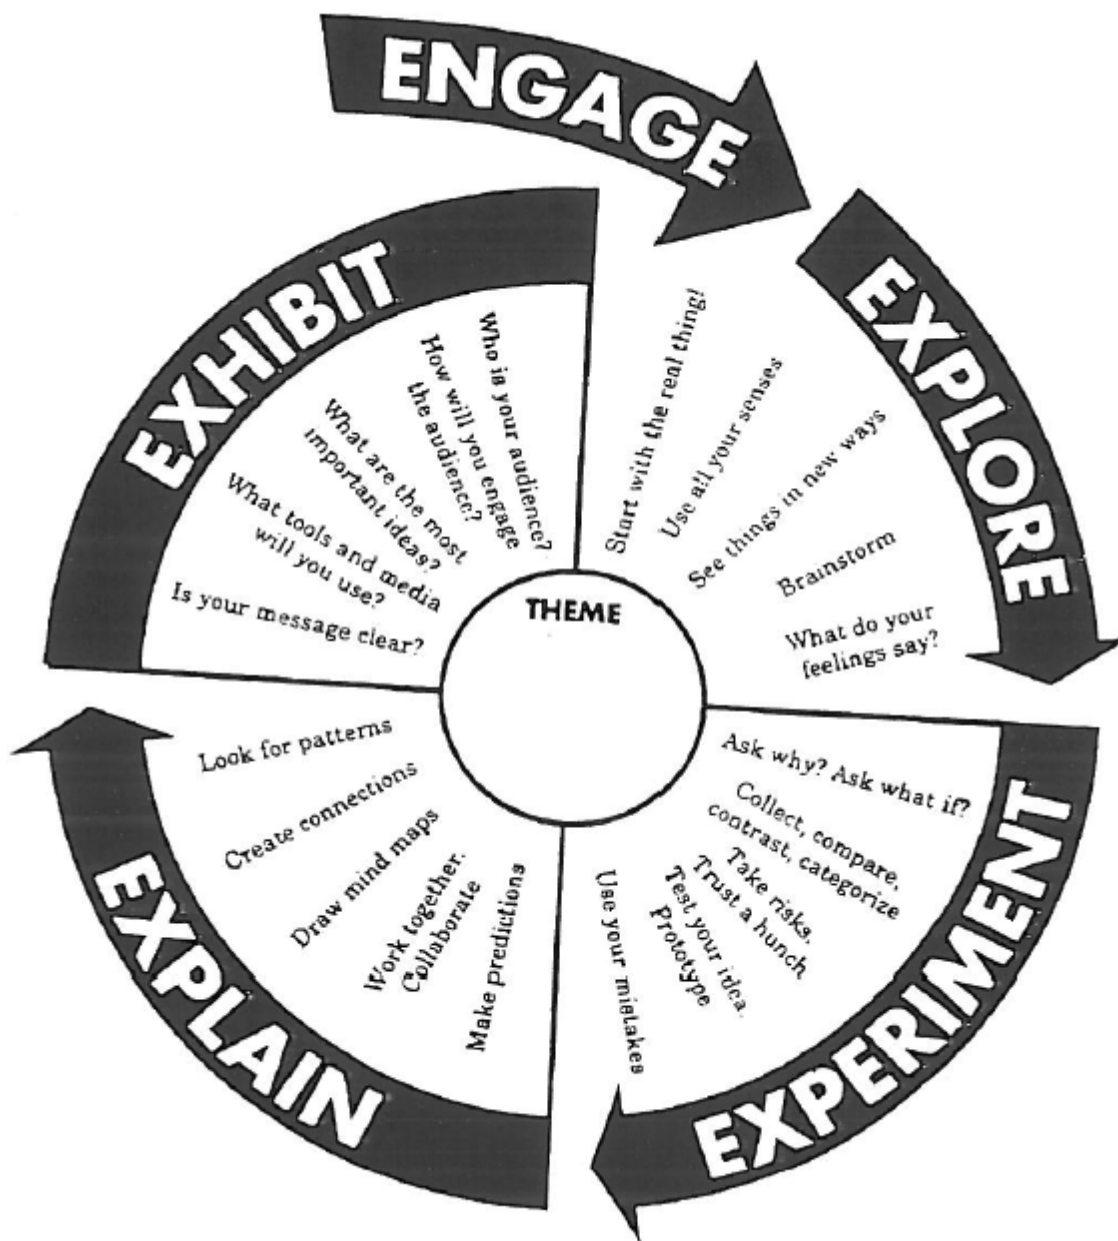 ENGAGE
EXPLORE
Start with the real thing!
Use all your senses
See things in new ways
Brainstorm
What do your
feelings say?
EXPERIMENT
Ask why? Ask what if?
Collect, compare,
contrast, categorize
Take risks.
Trust a hunch
Test your idea.
Prototype
Use your mistakes
EXPLAIN
Make predictions
Work together.
Collaborate
Draw mind maps
Create connections
Look for patterns
EXHIBIT
Is your message clear?
What tools and media
will you use?
What are the most
important ideas?
How will you engage
the audience?
Who is your audience?
THEME